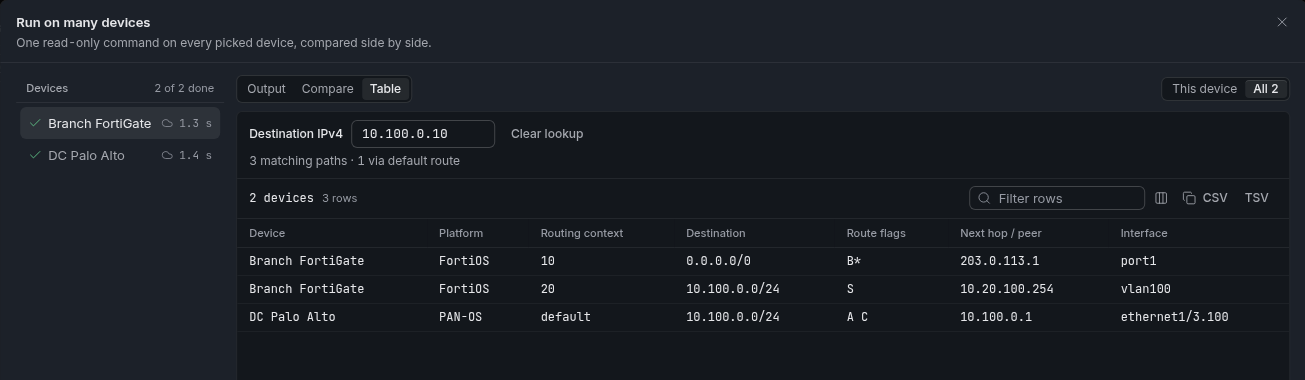 Run on many devices
One read-only command on every picked device, compared side by side.
Devices 2 of 2 done
Branch FortiGate 1.3 s
DC Palo Alto 1.4 s
Output Compare Table This device All 2
Destination IPv4 10.100.0.10 Clear lookup
3 matching paths · 1 via default route
2 devices 3 rows Filter rows CSV TSV
Device Platform Routing context Destination Route flags Next hop / peer Interface
Branch FortiGate FortiOS 10 0.0.0.0/0 B* 203.0.113.1 port1
Branch FortiGate FortiOS 20 10.100.0.0/24 S 10.20.100.254 vlan100
DC Palo Alto PAN-OS default 10.100.0.0/24 A C 10.100.0.1 ethernet1/3.100